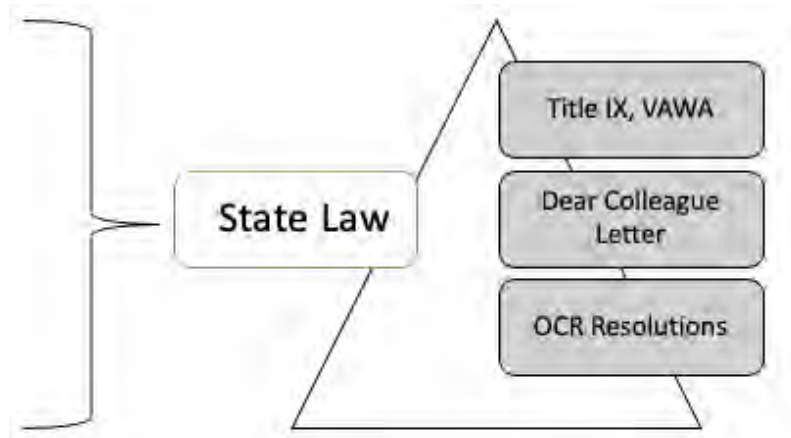 State Law
Title IX, VAWA
Dear Colleague
Letter
OCR Resolutions